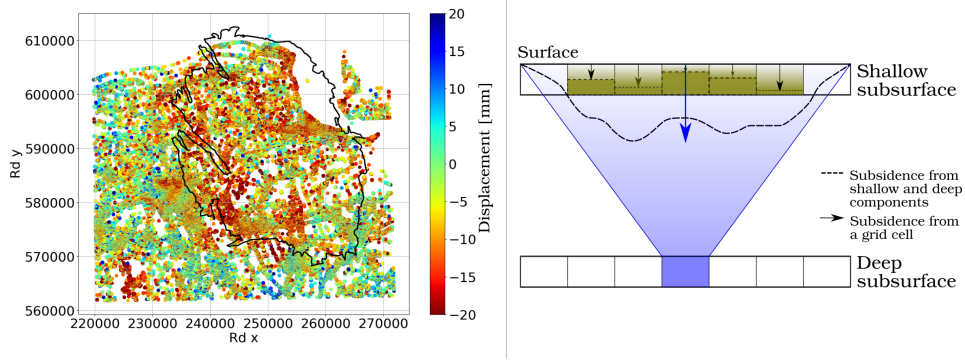 610000
600000
590000
580000
570000
560000
220000 230000 240000 250000 260000 270000
Rd x
Rd y
20
15
10
5
0
−5
−10
−15
−20
Displacement [mm]
Surface
Shallow
subsurface
Subsidence from
shallow and deep
components
Subsidence from
a grid cell
Deep
subsurface